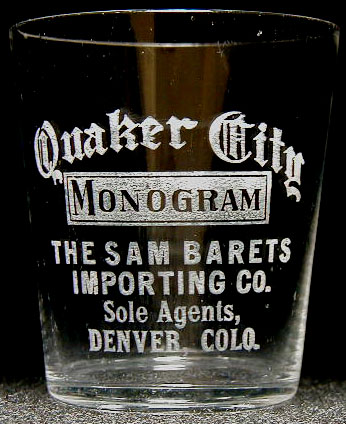 Quaker City
MONOGRAM
THE SAM BARETS
IMPORTING CO.
Sole Agents,
DENVER, COLO.